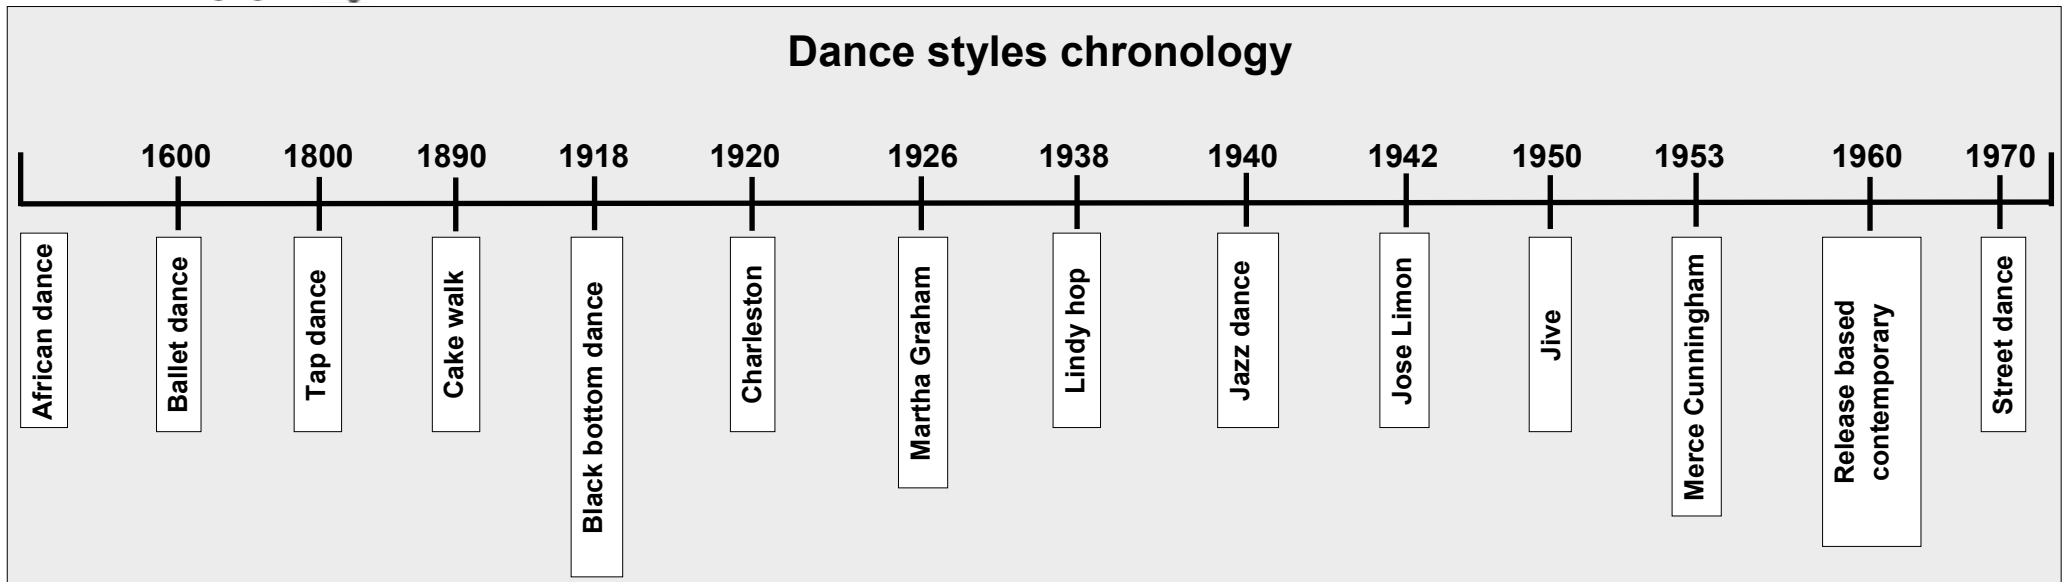 Dance styles chronology
1600 1800 1890 1918 1920 1926 1938 1940 1942 1950 1953 1960 1970
African dance
Ballet dance
Tap dance
Cake walk
Black bottom dance
Charleston
Martha Graham
Lindy hop
Jazz dance
Jose Limon
Jive
Merce Cunningham
Release based
contemporary
Street dance